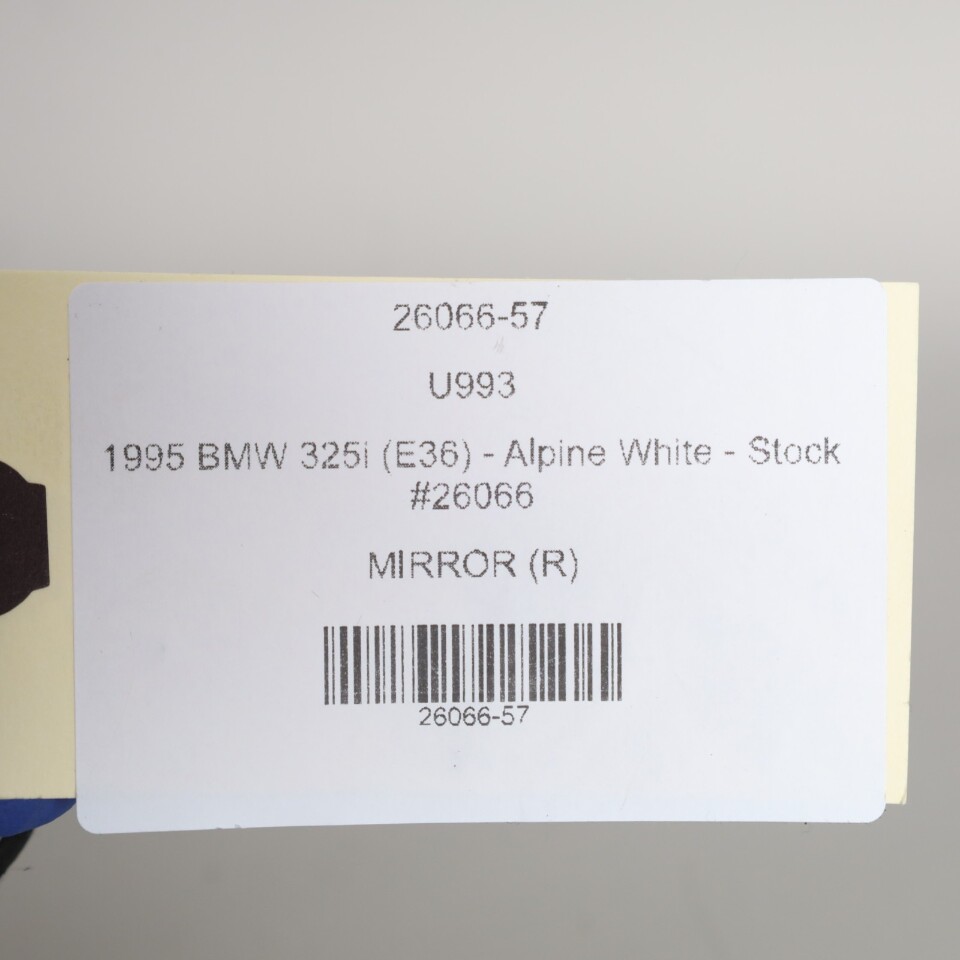 26066-57
U993
1995 BMW 325i (E36) - Alpine White - Stock
#26066
MIRROR (R)
26066-57